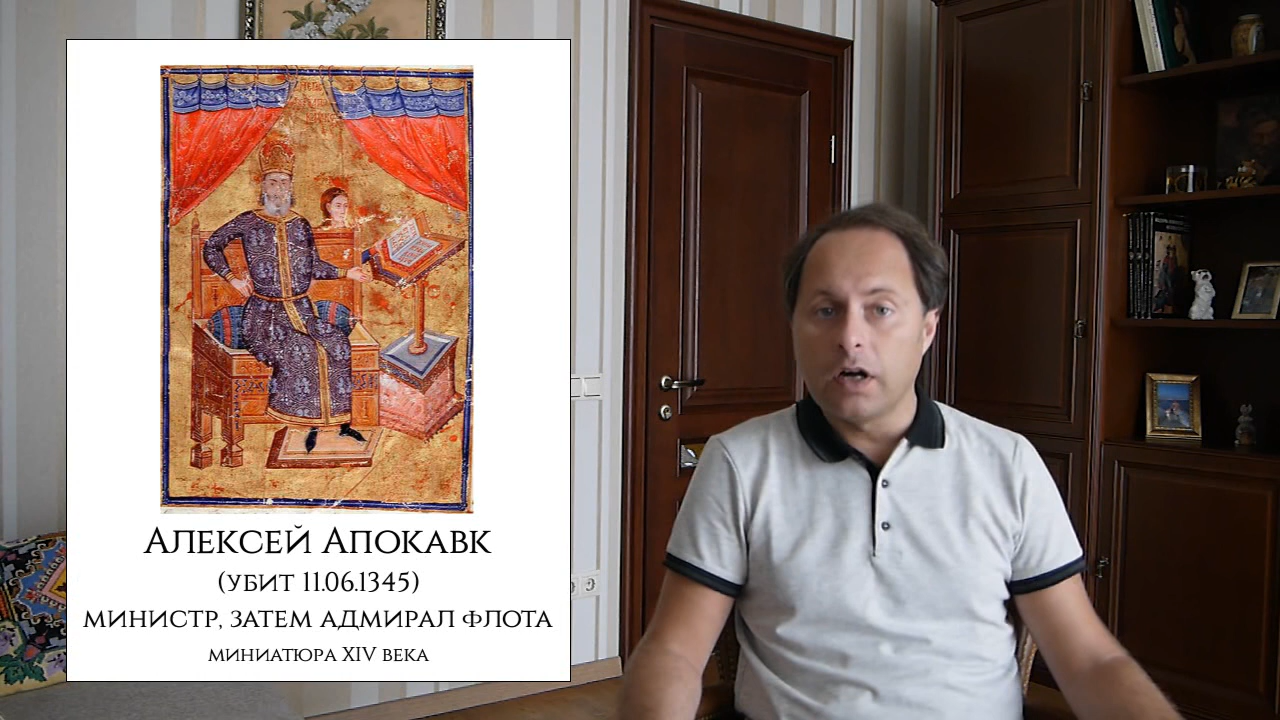 Алексей Апокавк
(убит 11.06.1345)
министр, затем адмирал флота
миниатюра XIV века